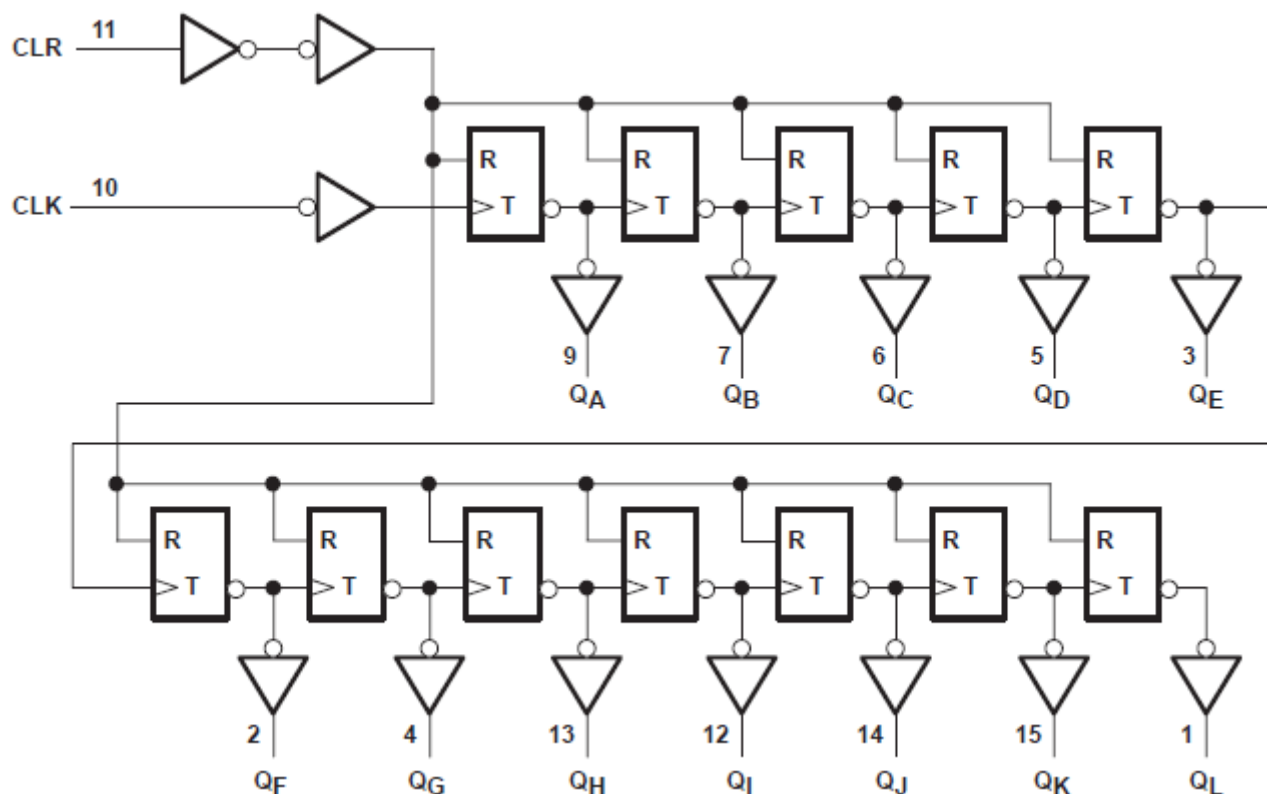 CLR 11
R R R R R
CLK 10
T T T T T
9 7 6 5 3
QA QB QC QD QE
R R R R R R R
T T T T T T T
2 4 13 12 14 15 1
QF QG QH QI QJ QK QL